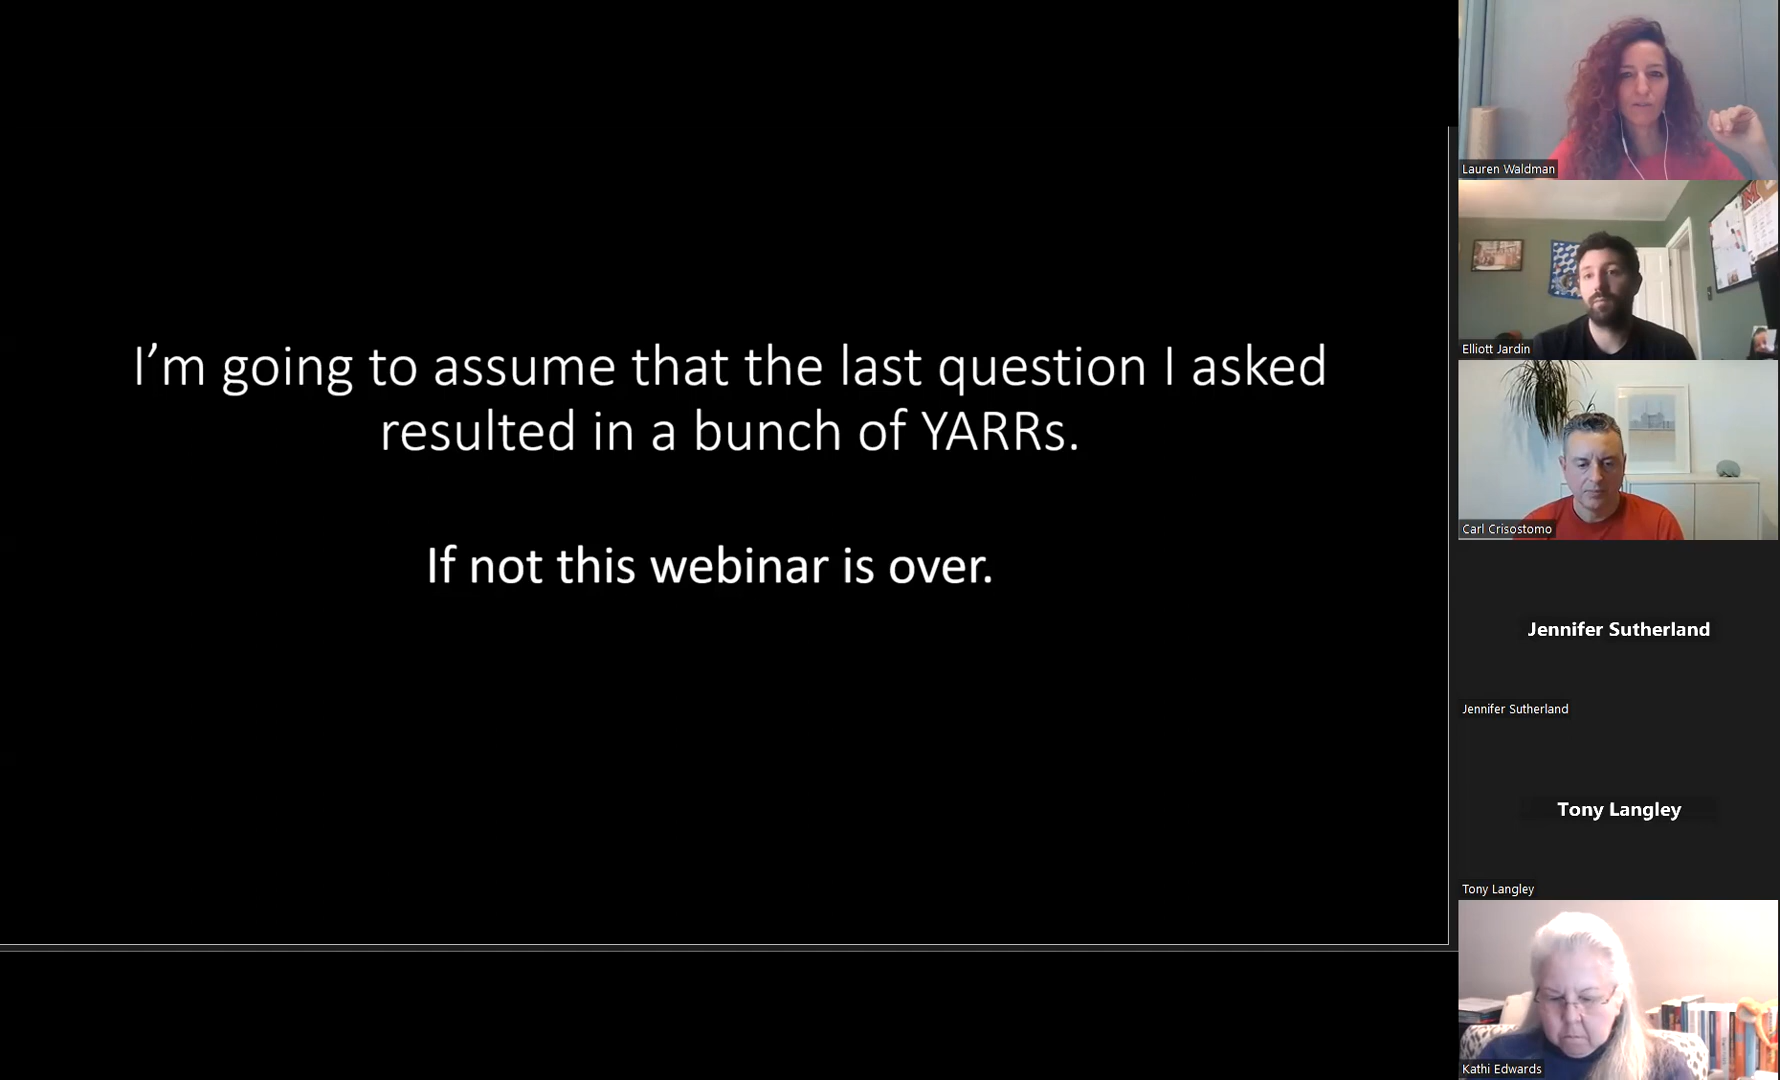 I’m going to assume that the last question I asked
resulted in a bunch of YARRs.
If not this webinar is over.
Lauren Waldman
Elliott Jardin
Carl Crisostomo
Jennifer Sutherland
Jennifer Sutherland
Tony Langley
Tony Langley
Kathi Edwards